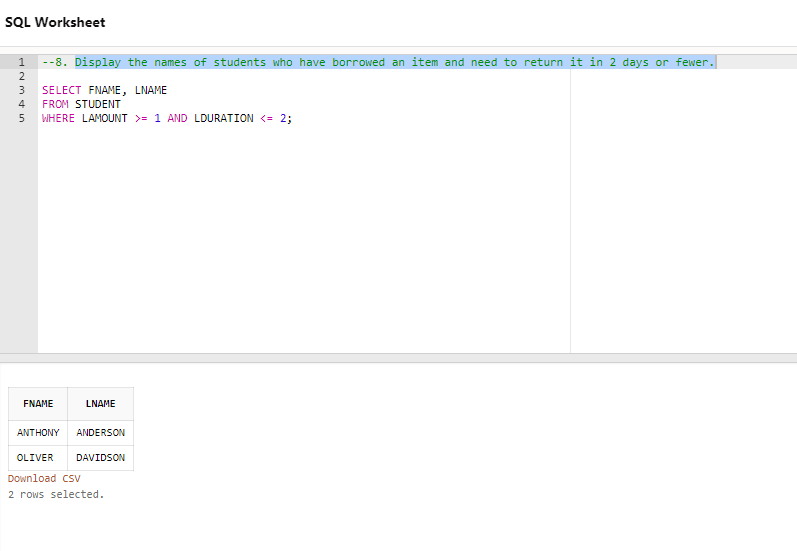 SQL Worksheet
1 --8. Display the names of students who have borrowed an item and need to return it in 2 days or fewer.
2
3 SELECT FNAME, LNAME
4 FROM STUDENT
5 WHERE LAMOUNT >= 1 AND LDURATION <= 2;
FNAME LNAME
ANTHONY ANDERSON
OLIVER DAVIDSON
Download CSV
2 rows selected.